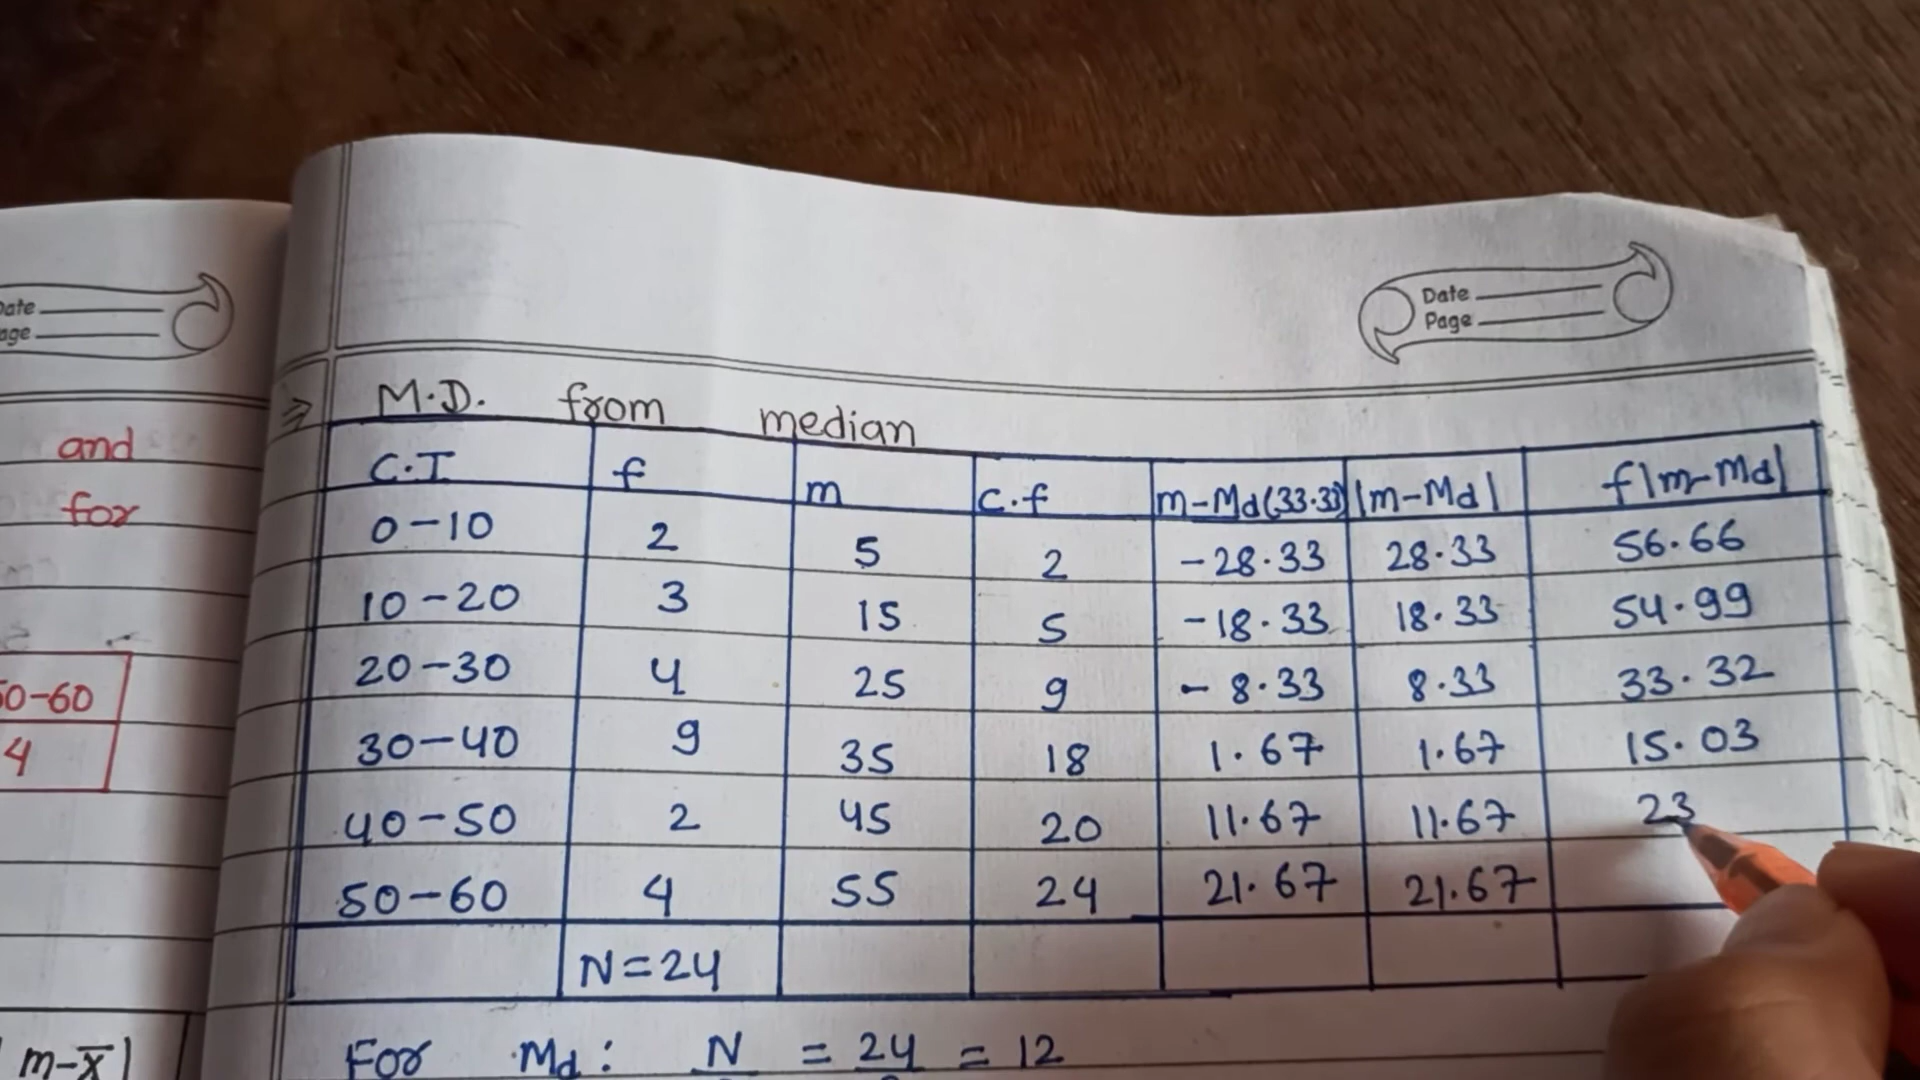 Date
Page
and
for
50-60
4
m-x̄|
Date
Page
⇒ M.D. from median
C.I f m C.f m-Md(33.33) |m-Md| f|m-Md|
0-10 2 5 2 -28.33 28.33 56.66
10-20 3 15 5 -18.33 18.33 54.99
20-30 4 25 9 -8.33 8.33 33.32
30-40 9 35 18 1.67 1.67 15.03
40-50 2 45 20 11.67 11.67 23
50-60 4 55 24 21.67 21.67
N=24
For Md: N = 24 = 12